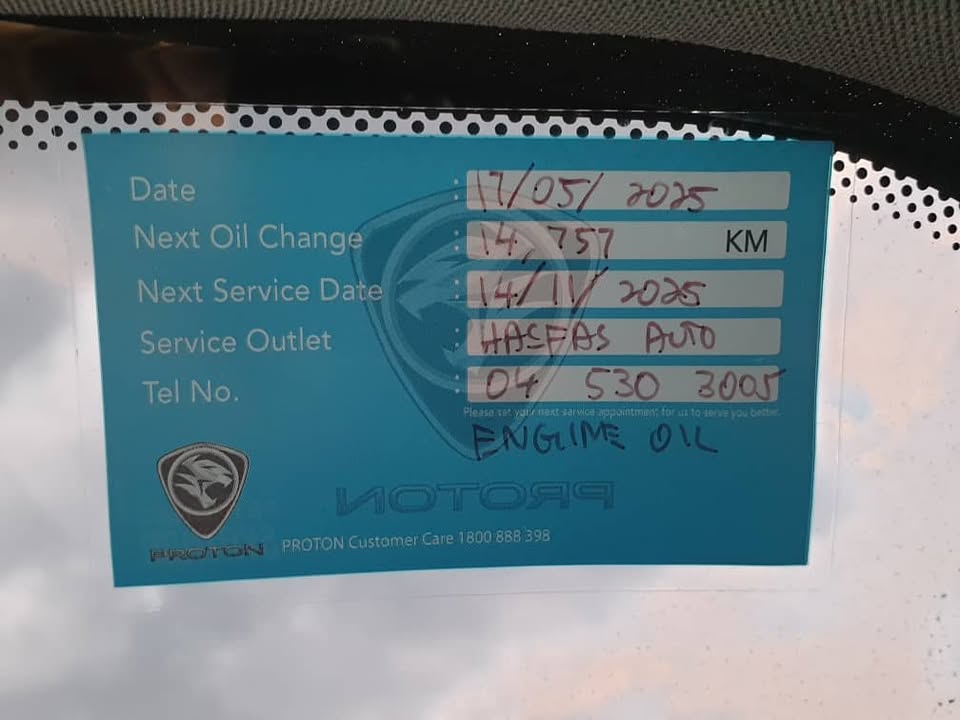 Date : 17/05/2025
Next Oil Change : 14,757 KM
Next Service Date : 14/11/2025
Service Outlet : HASFAS AUTO
Tel No. : 04 530 3005
Please set your next service appointment for us to serve you better.
ENGINE OIL
PROTON
PROTON PROTON Customer Care 1800 888 398